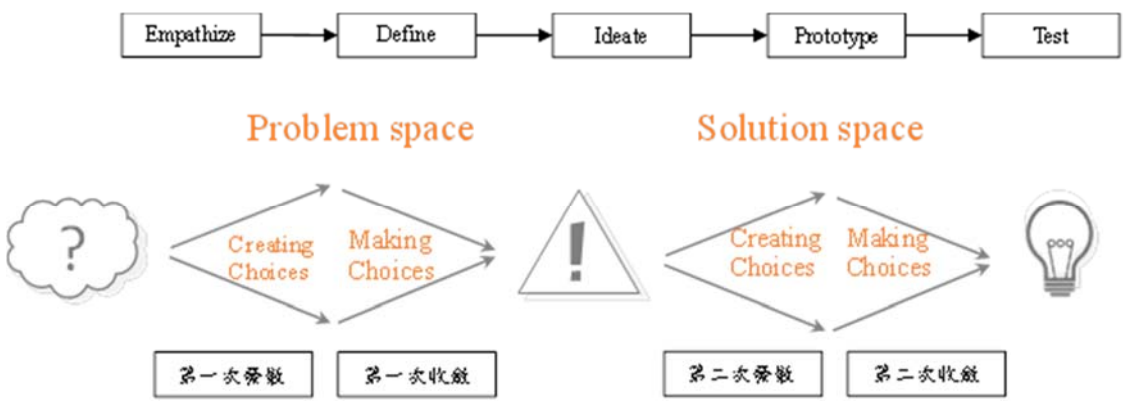 Empathize
Define
Ideate
Prototype
Test
Problem space
Solution space
?
Creating
Choices
Making
Choices
!
Creating
Choices
Making
Choices
第一次發散
第一次收斂
第二次發散
第二次收斂